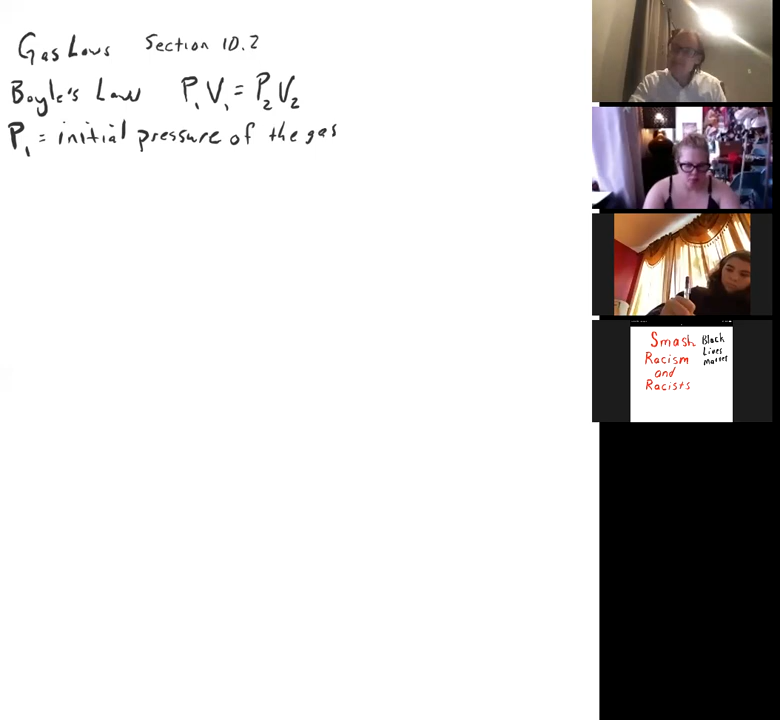 Gas Laws Section 10.2
Boyle's Law P₁V₁ = P₂V₂
P₁ = initial pressure of the gas
Smash
Racism
and
Racists
Black
Lives
Matter